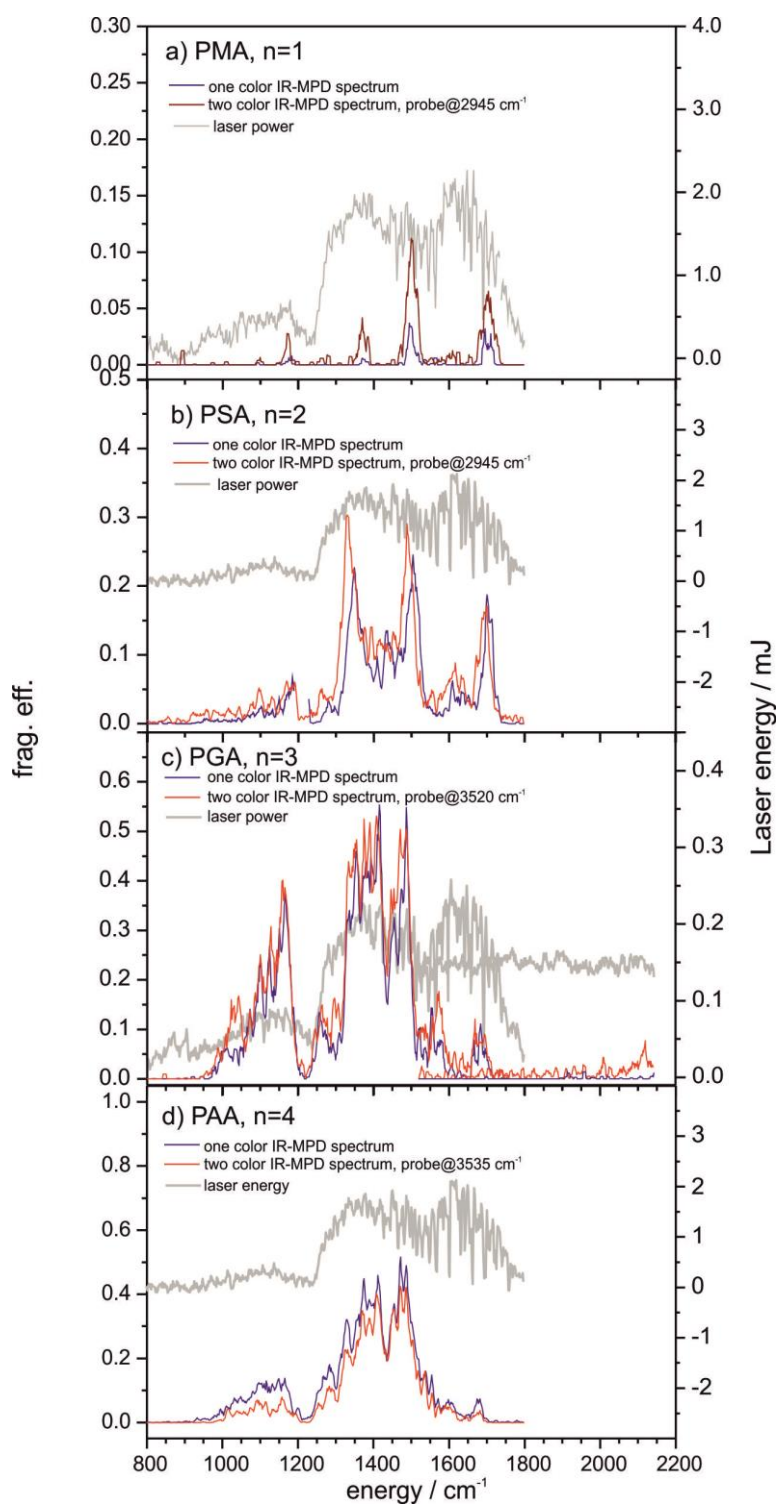 0.30
4.0
a) PMA, n=1
one color IR-MPD spectrum
two color IR-MPD spectrum, probe@2945 cm⁻¹
laser power
0.25
0.20
0.15
0.10
0.05
0.00
3.0
2.0
1.0
0.0
b) PSA, n=2
one color IR-MPD spectrum
two color IR-MPD spectrum, probe@2945 cm⁻¹
laser power
0.5
0.4
0.3
0.2
0.1
0.0
3
2
1
0
-1
-2
frag. eff.
Laser energy / mJ
c) PGA, n=3
one color IR-MPD spectrum
two color IR-MPD spectrum, probe@3520 cm⁻¹
laser power
0.6
0.5
0.4
0.3
0.2
0.1
0.0
0.4
0.3
0.2
0.1
0.0
d) PAA, n=4
one color IR-MPD spectrum
two color IR-MPD spectrum, probe@3535 cm⁻¹
laser energy
1.0
0.8
0.6
0.4
0.2
0.0
3
2
1
0
-1
-2
800 1000 1200 1400 1600 1800 2000 2200
energy / cm⁻¹